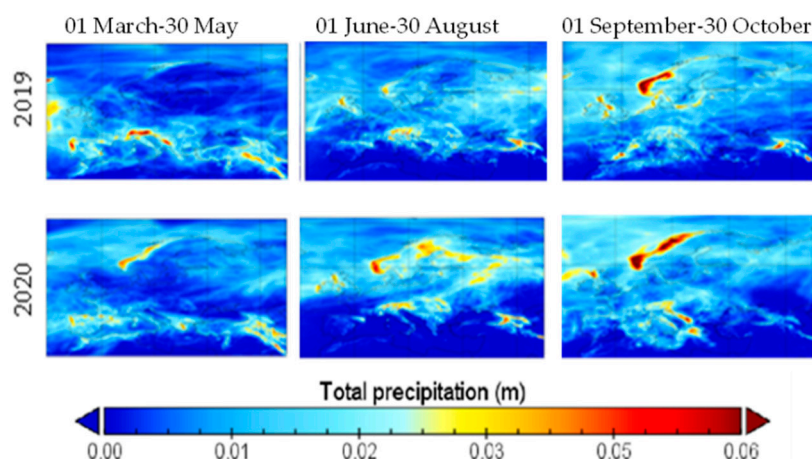 01 March-30 May 01 June-30 August 01 September-30 October
2019
2020
Total precipitation (m)
0.00 0.01 0.02 0.03 0.05 0.06